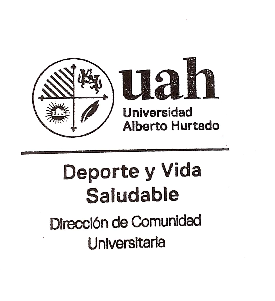 uah
Universidad
Alberto Hurtado
Deporte y Vida
Saludable
Dirección de Comunidad
Universitaria